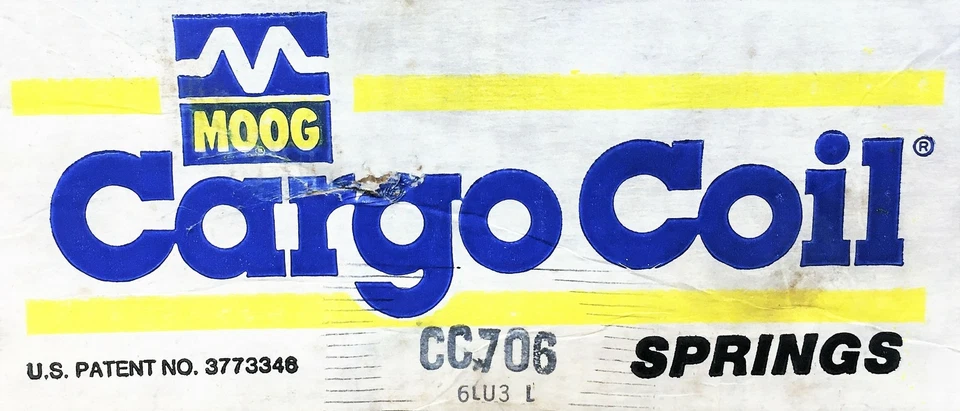 MOOG
Cargo Coil®
CC706
SPRINGS
U.S. PATENT NO. 3773346
6LU3 L